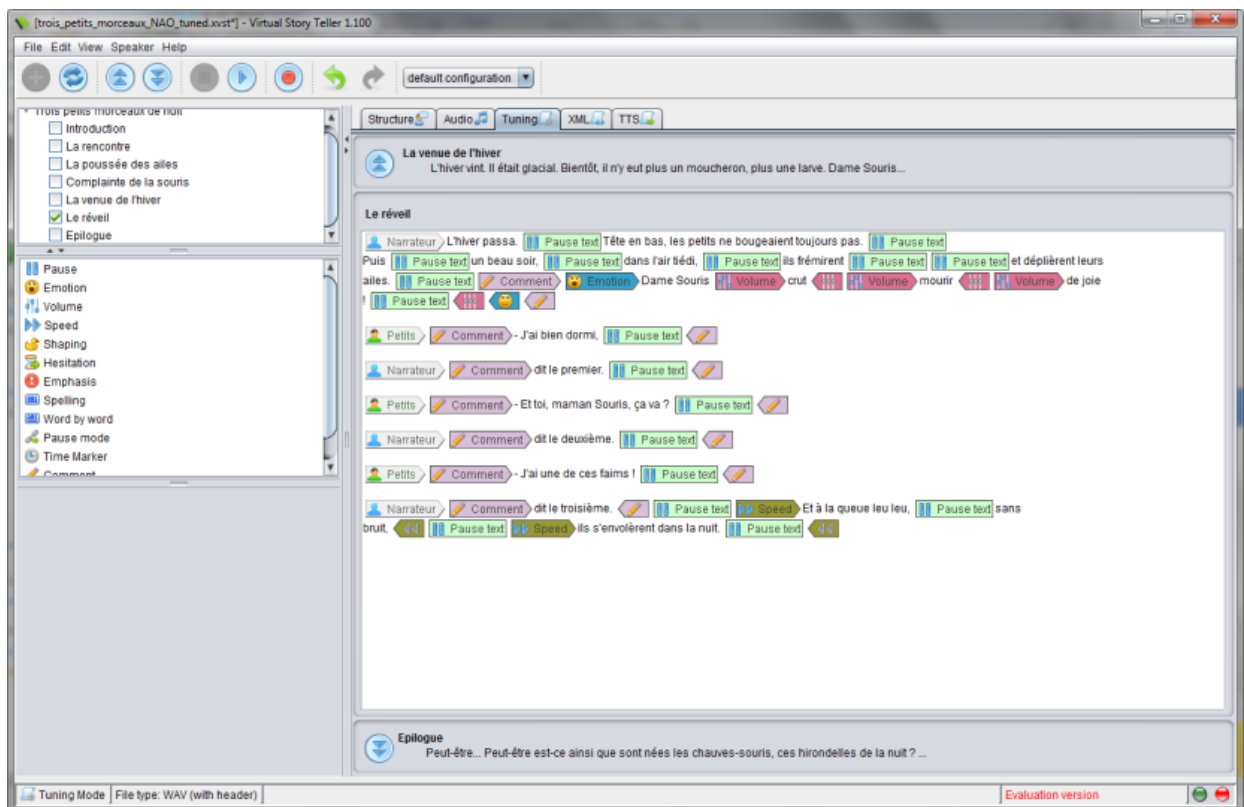 [trois_petits_morceaux_NAO_tuned.xvst*] - Virtual Story Teller 1.100
File Edit View Speaker Help
default configuration
Trois petits morceaux de nuit
Introduction
La rencontre
La poussée des ailes
Complainte de la souris
La venue de l'hiver
Le réveil
Epilogue
Pause
Emotion
Volume
Speed
Shaping
Hesitation
Emphasis
Spelling
Word by word
Pause mode
Time Marker
Comment
Structure Audio Tuning XML TTS
La venue de l'hiver
L'hiver vint. Il était glacial. Bientôt, il n'y eut plus un moucheron, plus une larve. Dame Souris...
Le réveil
Narrateur L'hiver passa. Pause text Tête en bas, les petits ne bougeaient toujours pas. Pause text
Puis Pause text un beau soir, Pause text dans l'air tiédi, Pause text ils frémirent Pause text Pause text et déplièrent leurs
ailes. Pause text Comment Emotion Dame Souris Volume crut Volume mourir Volume de joie
! Pause text
Petits Comment - J'ai bien dormi, Pause text
Narrateur Comment dit le premier. Pause text
Petits Comment - Et toi, maman Souris, ça va ? Pause text
Narrateur Comment dit le deuxième. Pause text
Petits Comment - J'ai une de ces faims ! Pause text
Narrateur Comment dit le troisième. Pause text Speed Et à la queue leu leu, Pause text sans
bruit, Pause text Speed ils s'envolèrent dans la nuit. Pause text
Epilogue
Peut-être... Peut-être est-ce ainsi que sont nées les chauves-souris, ces hirondelles de la nuit ? ...
Tuning Mode File type: WAV (with header) Evaluation version